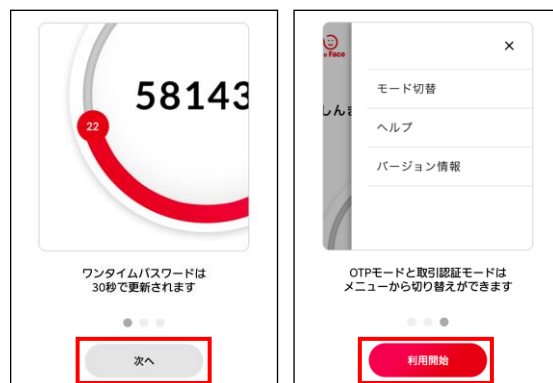 58143
22
ワンタイムパスワードは
30秒で更新されます
次へ
Face
×
モード切替
ヘルプ
バージョン情報
OTPモードと取引認証モードは
メニューから切り替えができます
利用開始